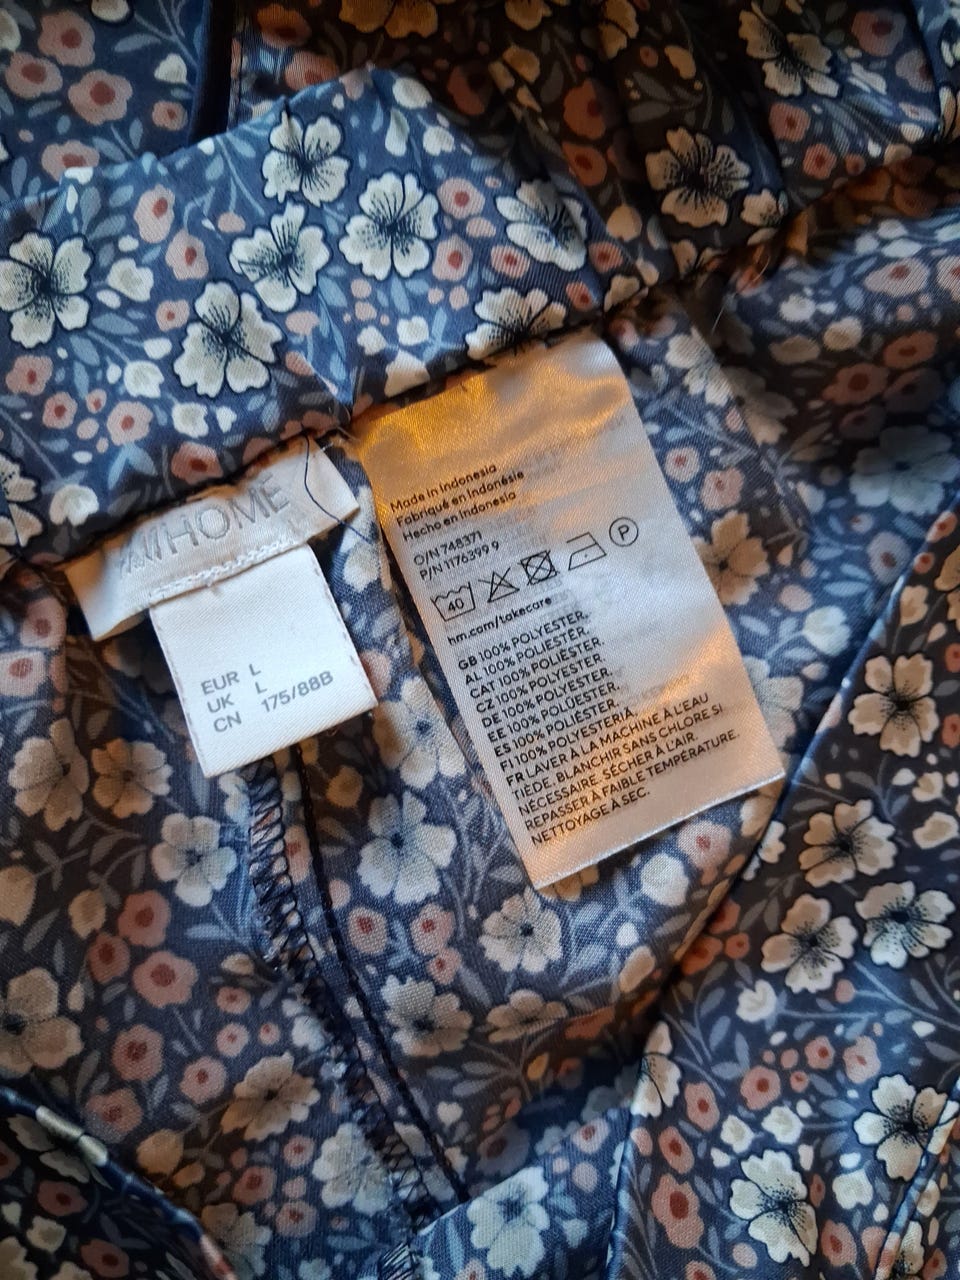 H&M HOME
EUR L
UK L
CN 175/88B
Made in Indonesia
Fabriqué en Indonésie
Hecho en Indonesia
O/N 748371
P/N 1176399 9
40
P
hm.com/takecare
GB 100% POLYESTER.
AL 100% POLIESTER.
CAT 100% POLIÈSTER.
CZ 100% POLYESTER.
DE 100% POLYESTER.
EE 100% POLÜESTER.
ES 100% POLIÉSTER.
FI 100% POLYESTERIÄ.
FR LAVER À LA MACHINE À L'EAU
TIÈDE. BLANCHIR SANS CHLORE SI
NÉCESSAIRE. SÉCHER À L'AIR.
REPASSER À FAIBLE TEMPÉRATURE.
NETTOYAGE À SEC.